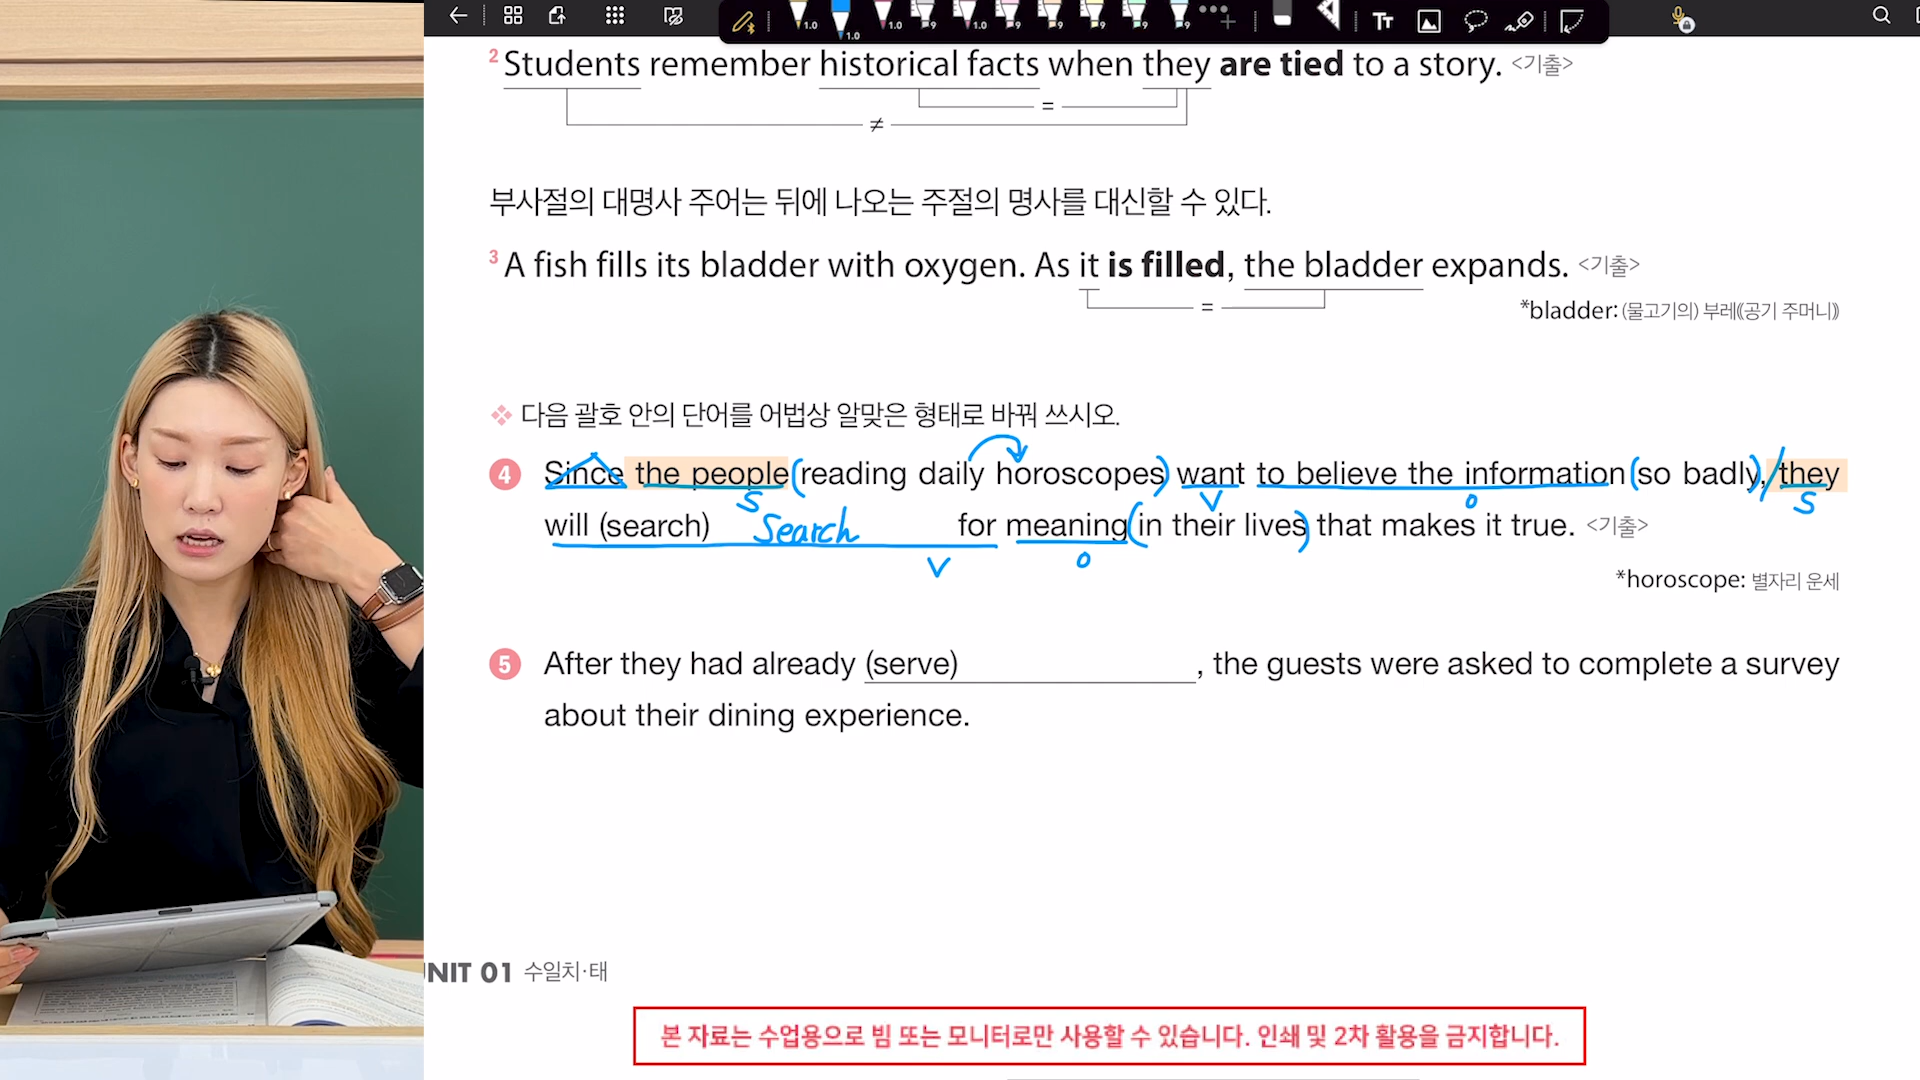 2 Students remember historical facts when they are tied to a story. <기출>
=
≠
부사절의 대명사 주어는 뒤에 나오는 주절의 명사를 대신할 수 있다.
3 A fish fills its bladder with oxygen. As it is filled, the bladder expands. <기출>
=
*bladder: (물고기의) 부레((공기 주머니))
❖ 다음 괄호 안의 단어를 어법상 알맞은 형태로 바꿔 쓰시오.
4 Since the people (reading daily horoscopes) want to believe the information (so badly), / they
S V O S
will (search) Search for meaning (in their lives) that makes it true. <기출>
V O
*horoscope: 별자리 운세
5 After they had already (serve) , the guests were asked to complete a survey
about their dining experience.
UNIT 01 수일치·태
본 자료는 수업용으로 빔 또는 모니터로만 사용할 수 있습니다. 인쇄 및 2차 활용을 금지합니다.